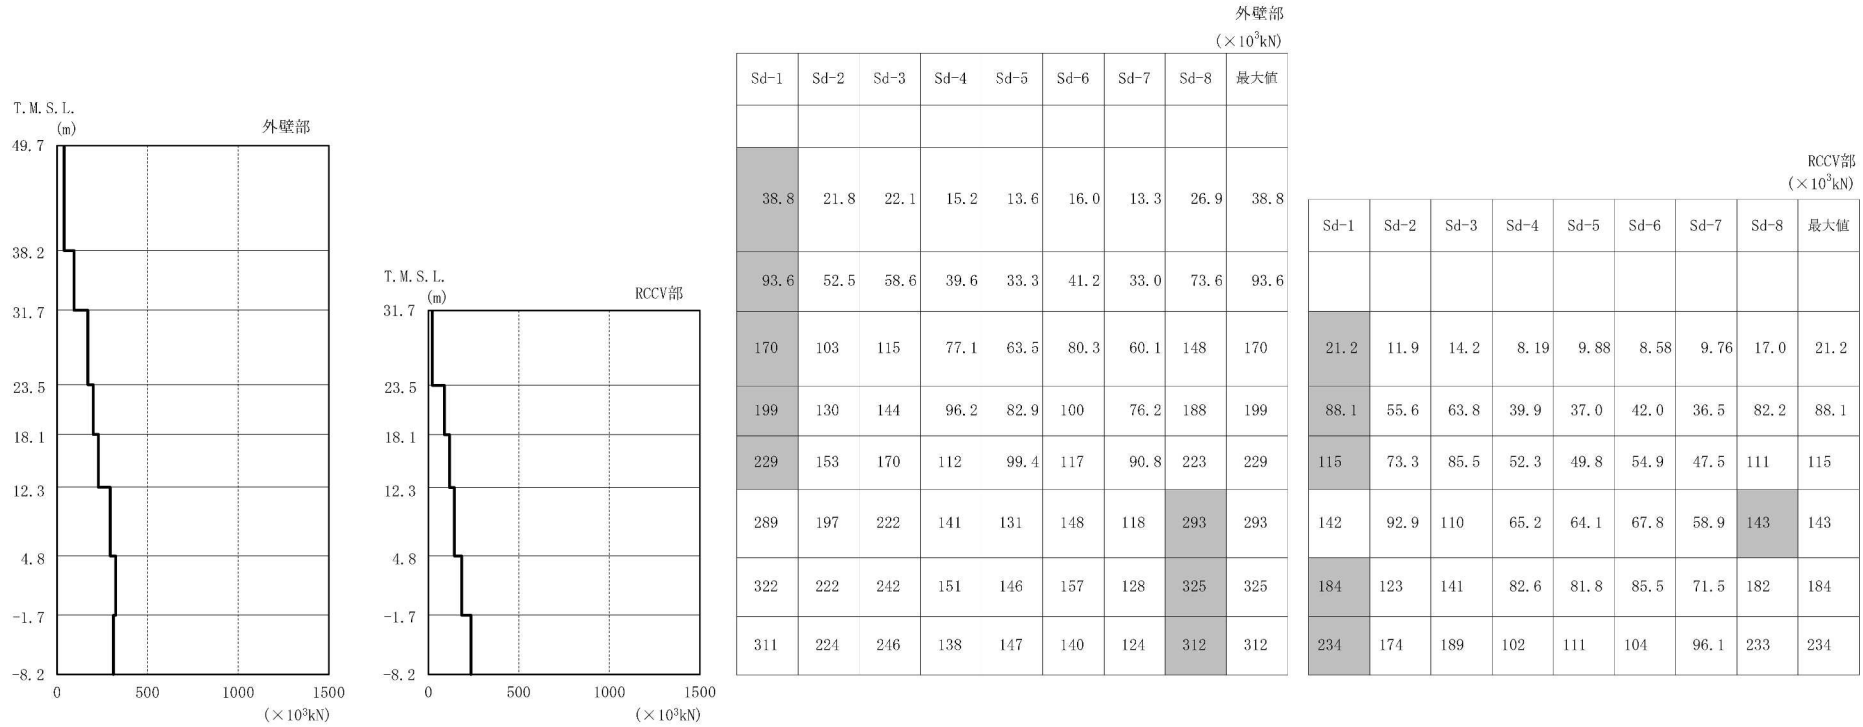 T.M.S.L.
(m)
外壁部
49.7
38.2
31.7
23.5
18.1
12.3
4.8
-1.7
-8.2
0 500 1000 1500
(×10³kN)
T.M.S.L.
(m)
RCCV部
31.7
23.5
18.1
12.3
4.8
-1.7
-8.2
0 500 1000 1500
(×10³kN)
外壁部
(×10³kN)
Sd-1 Sd-2 Sd-3 Sd-4 Sd-5 Sd-6 Sd-7 Sd-8 最大値
38.8 21.8 22.1 15.2 13.6 16.0 13.3 26.9 38.8
93.6 52.5 58.6 39.6 33.3 41.2 33.0 73.6 93.6
170 103 115 77.1 63.5 80.3 60.1 148 170
199 130 144 96.2 82.9 100 76.2 188 199
229 153 170 112 99.4 117 90.8 223 229
289 197 222 141 131 148 118 293 293
322 222 242 151 146 157 128 325 325
311 224 246 138 147 140 124 312 312
RCCV部
(×10³kN)
Sd-1 Sd-2 Sd-3 Sd-4 Sd-5 Sd-6 Sd-7 Sd-8 最大値
21.2 11.9 14.2 8.19 9.88 8.58 9.76 17.0 21.2
88.1 55.6 63.8 39.9 37.0 42.0 36.5 82.2 88.1
115 73.3 85.5 52.3 49.8 54.9 47.5 111 115
142 92.9 110 65.2 64.1 67.8 58.9 143 143
184 123 141 82.6 81.8 85.5 71.5 182 184
234 174 189 102 111 104 96.1 233 234